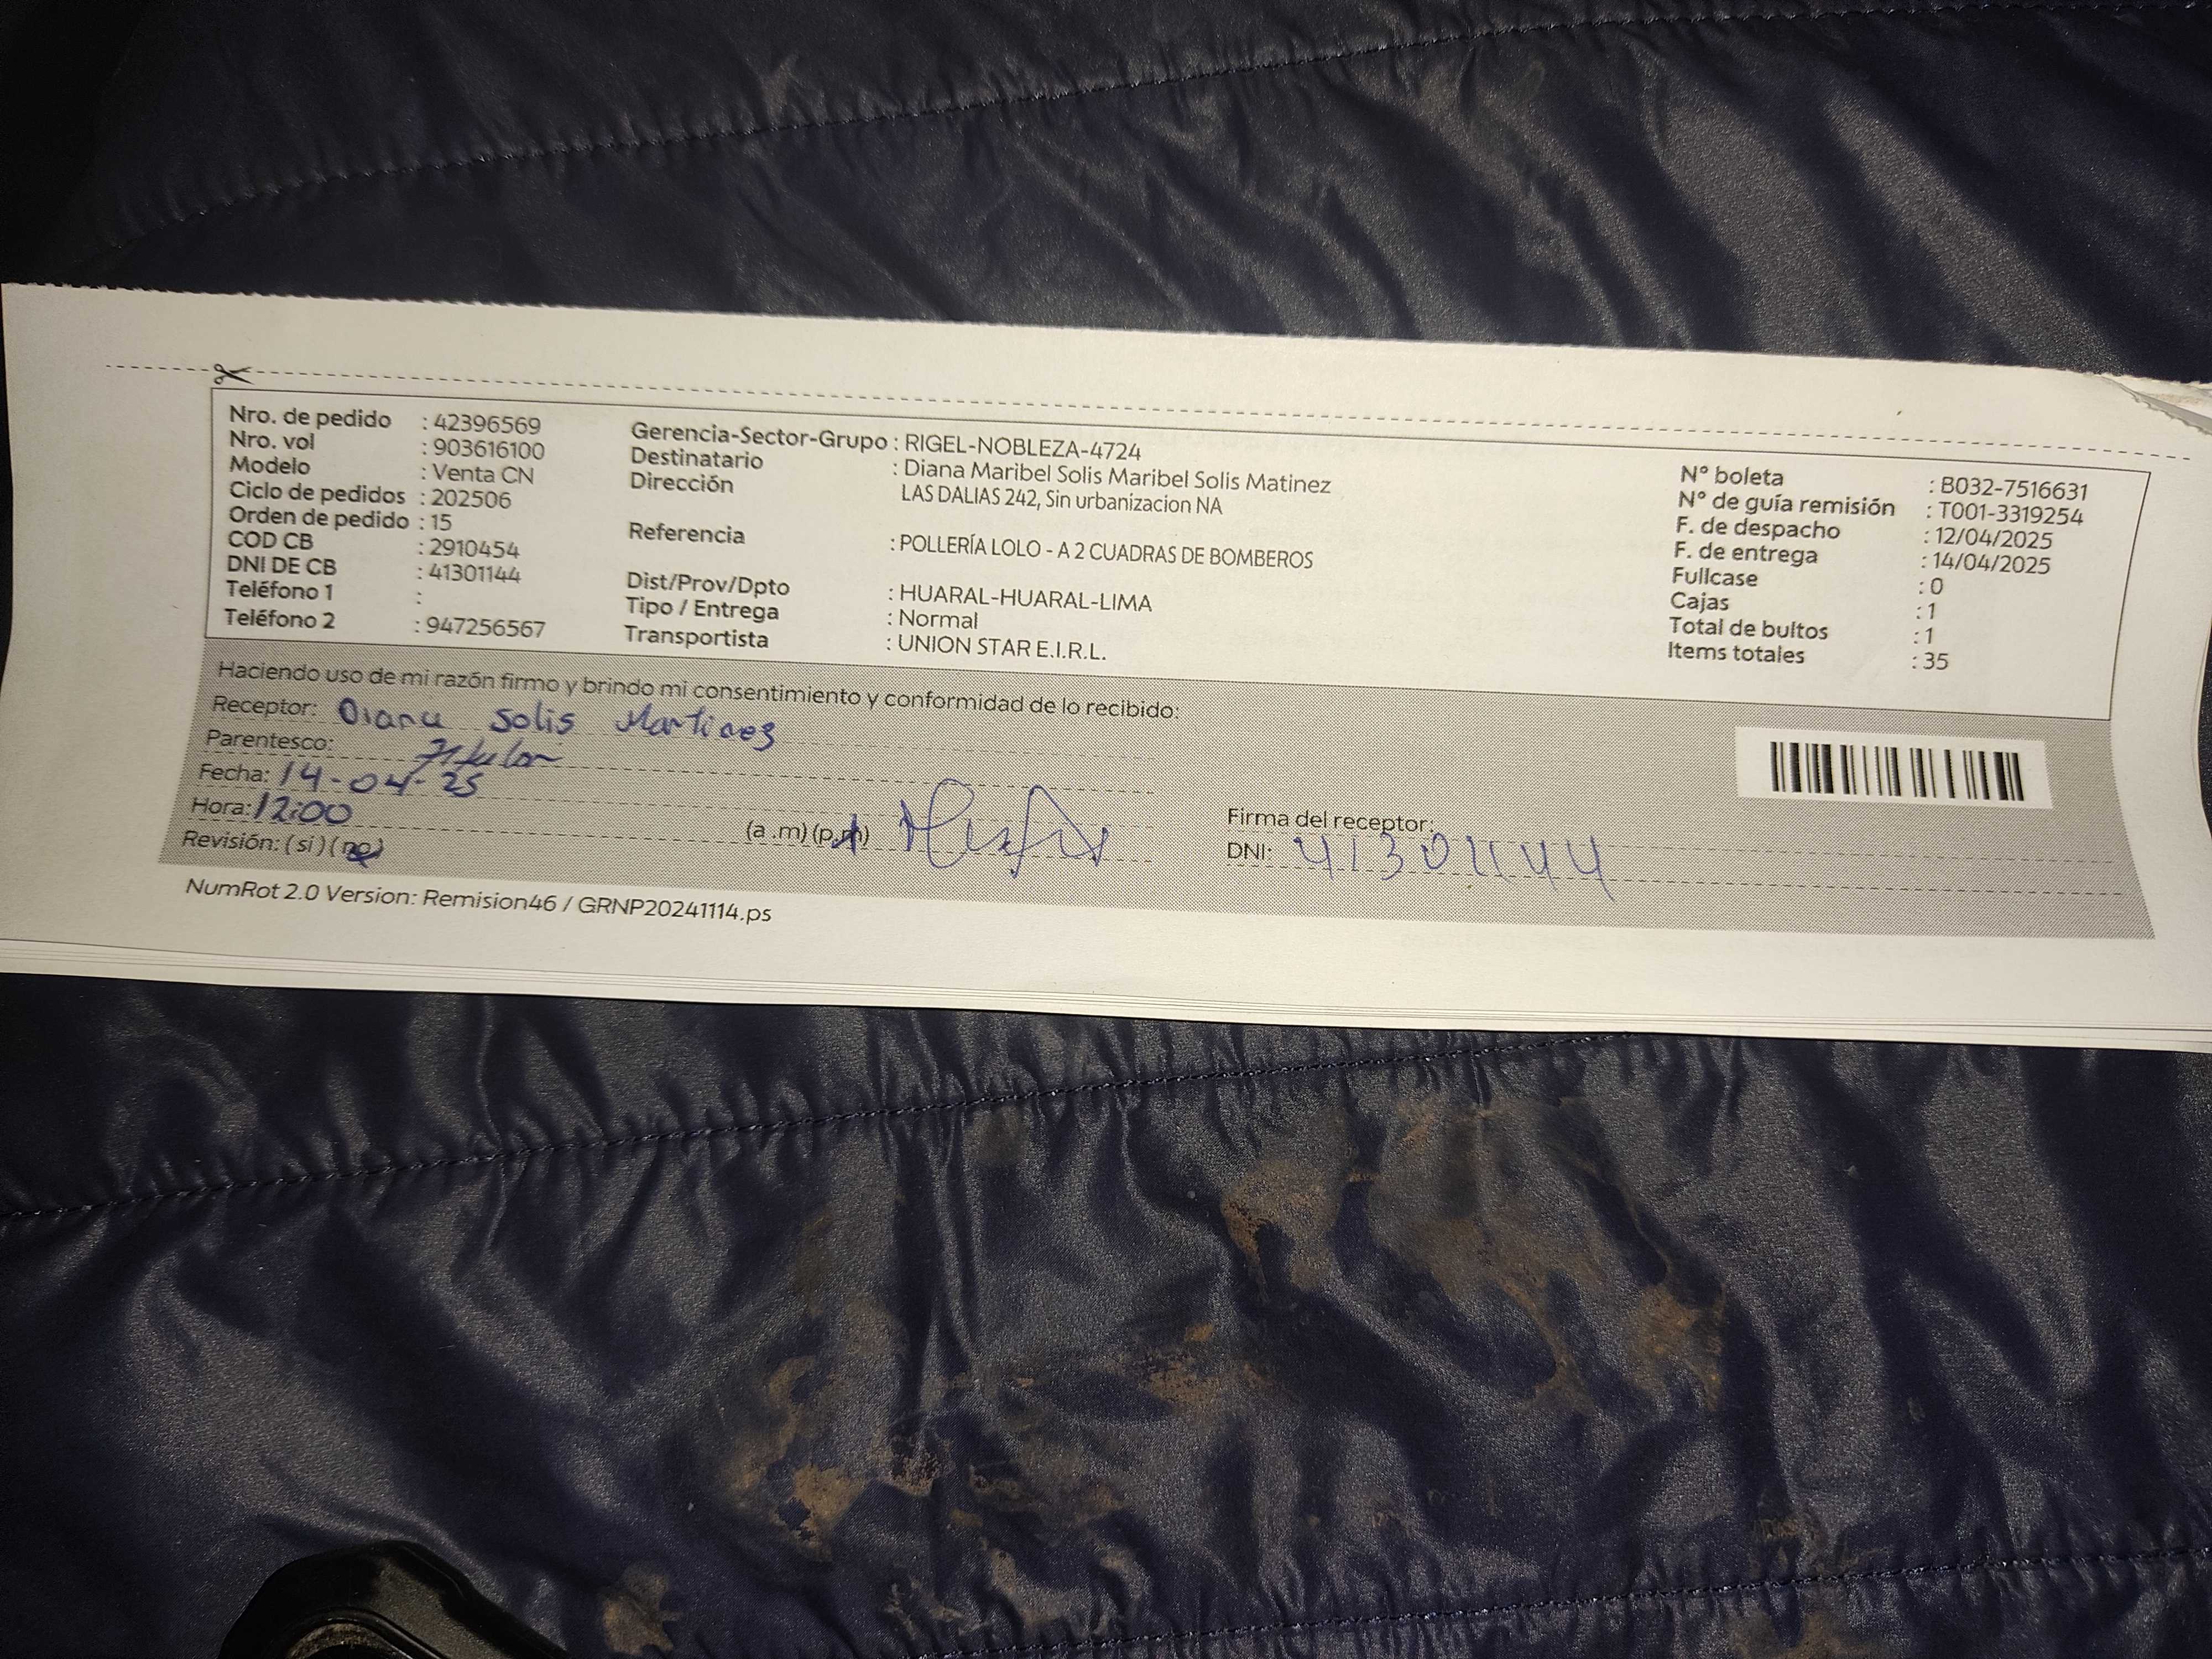 Nro. de pedido : 42396569
Nro. vol : 903616100
Modelo : Venta CN
Ciclo de pedidos : 202506
Orden de pedido : 15
COD CB : 2910454
DNI DE CB : 41301144
Teléfono 1 :
Teléfono 2 : 947256567
Gerencia-Sector-Grupo : RIGEL-NOBLEZA-4724
Destinatario : Diana Maribel Solis Maribel Solis Matinez
Dirección LAS DALIAS 242, Sin urbanizacion NA
Referencia : POLLERÍA LOLO - A 2 CUADRAS DE BOMBEROS
Dist/Prov/Dpto : HUARAL-HUARAL-LIMA
Tipo / Entrega : Normal
Transportista : UNION STAR E.I.R.L.
N° boleta : B032-7516631
N° de guía remisión : T001-3319254
F. de despacho : 12/04/2025
F. de entrega : 14/04/2025
Fullcase : 0
Cajas : 1
Total de bultos : 1
Items totales : 35
Haciendo uso de mi razón firmo y brindo mi consentimiento y conformidad de lo recibido:
Receptor: Diana Solis Martinez
Parentesco: Titular
Fecha: 14-04-25
Hora: 12:00 (a .m) (p.m)
Revisión: (si) (no)
Firma del receptor:
DNI: 41301144
NumRot 2.0 Version: Remision46 / GRNP20241114.ps